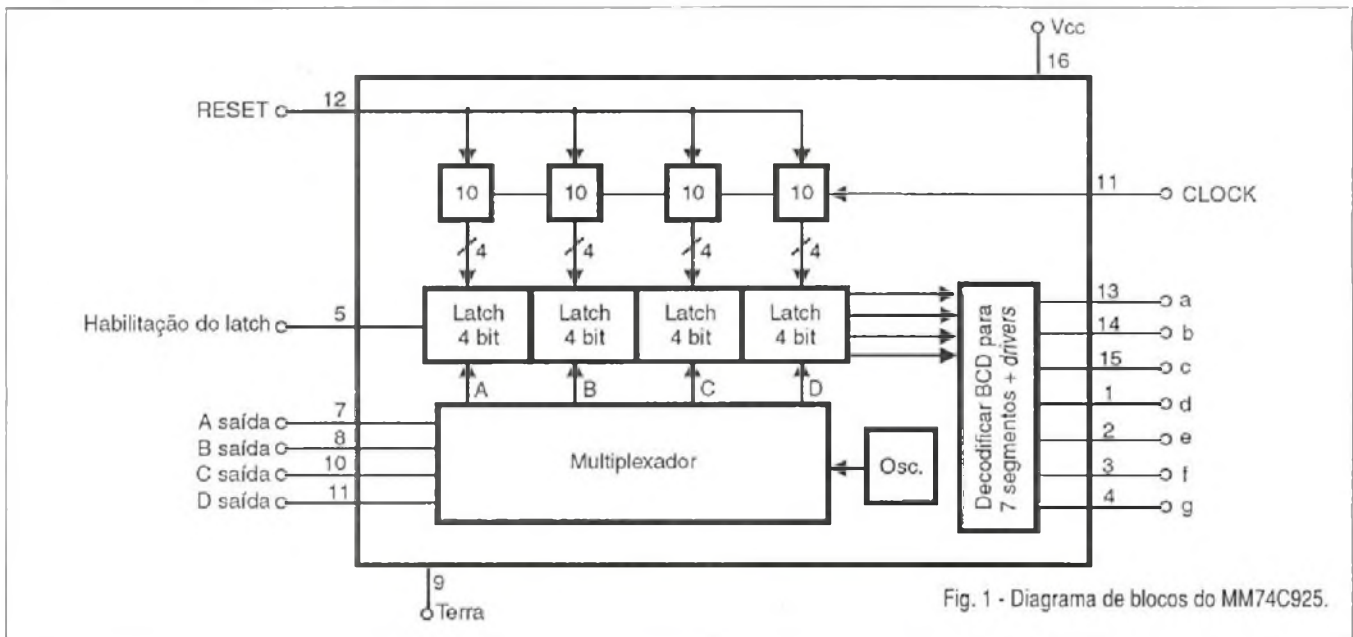 Vcc
16
RESET
12
10
10
10
10
11
CLOCK
4
4
4
4
Habilitação do latch
5
Latch
4 bit
Latch
4 bit
Latch
4 bit
Latch
4 bit
A
B
C
D
Decodificar BCD para
7 segmentos + drivers
13
a
14
b
15
c
1
d
2
e
3
f
4
g
A saída
7
B saída
8
C saída
10
D saída
11
Multiplexador
Osc.
9
Terra
Fig. 1 - Diagrama de blocos do MM74C925.